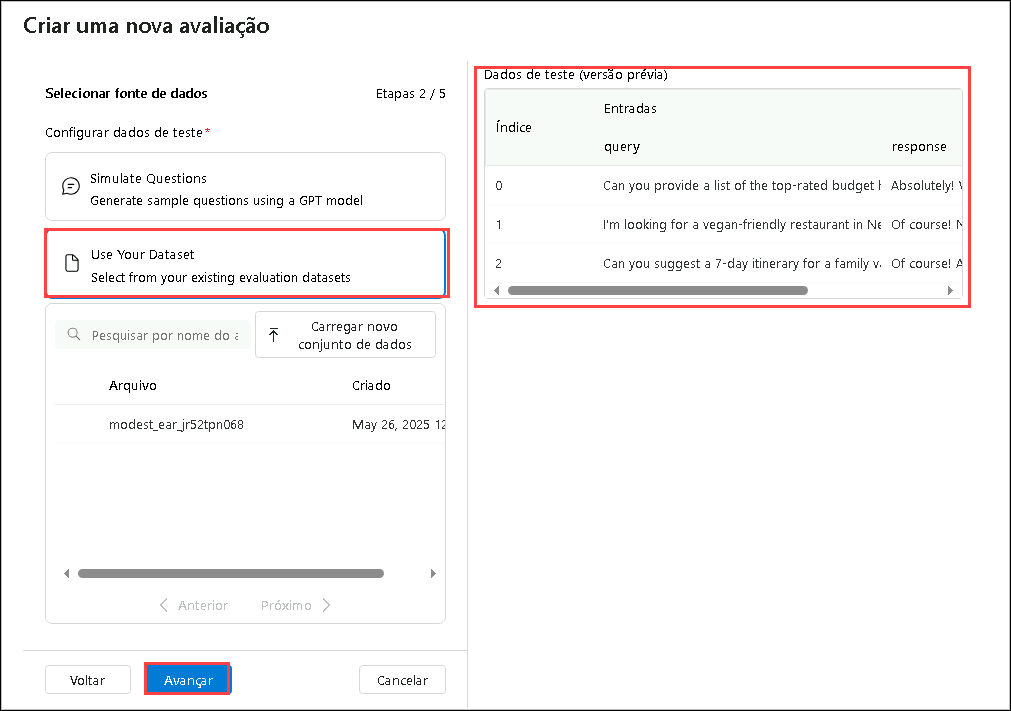 Criar uma nova avaliação
Selecionar fonte de dados
Etapas 2 / 5
Configurar dados de teste*
Simulate Questions
Generate sample questions using a GPT model
Use Your Dataset
Select from your existing evaluation datasets
Pesquisar por nome do a
Carregar novo
conjunto de dados
Arquivo
Criado
modest_ear_jr52tpn068
May 26, 2025 12
Anterior
Próximo
Voltar
Avançar
Cancelar
Dados de teste (versão prévia)
Índice
Entradas
query
response
0
Can you provide a list of the top-rated budget
Absolutely!
1
I'm looking for a vegan-friendly restaurant in Ne
Of course!
2
Can you suggest a 7-day itinerary for a family va
Of course! A